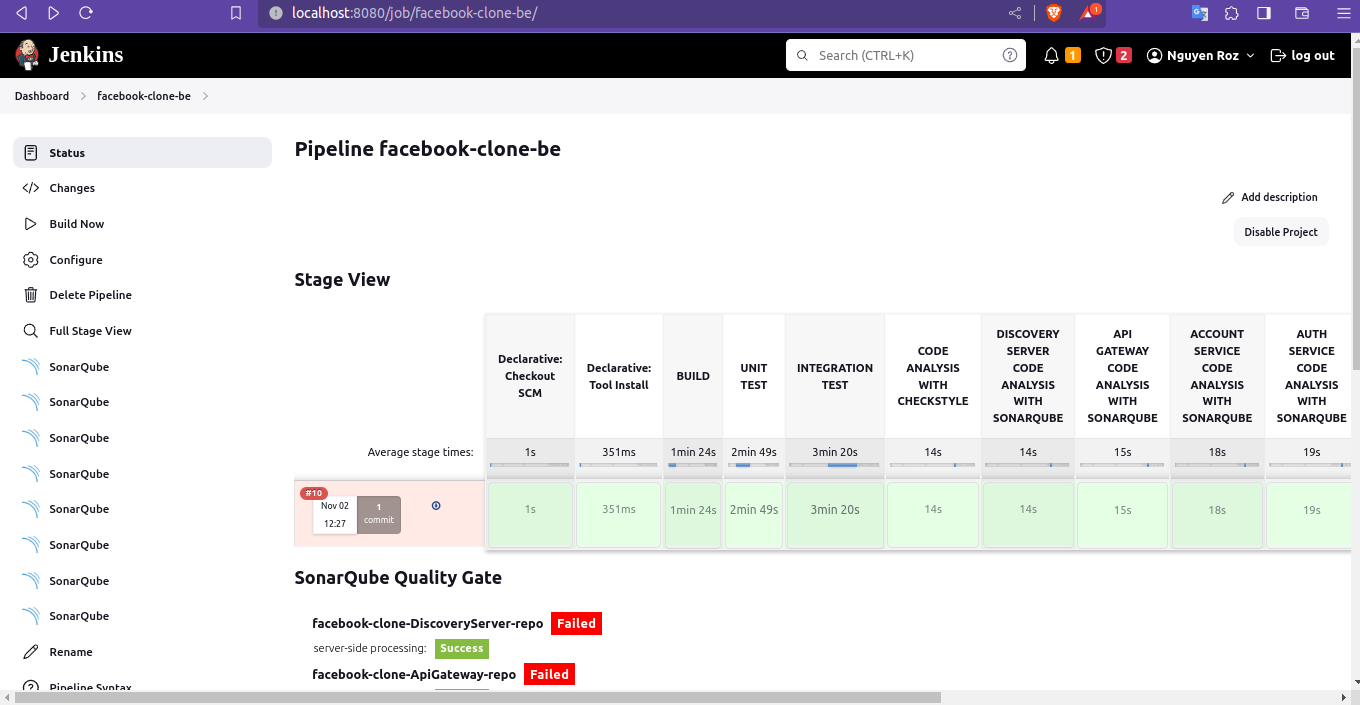 localhost:8080/job/facebook-clone-be/
1
Jenkins
Search (CTRL+K)
1
2
Nguyen Roz
log out
Dashboard
facebook-clone-be
Status
Changes
Build Now
Configure
Delete Pipeline
Full Stage View
SonarQube
SonarQube
SonarQube
SonarQube
SonarQube
SonarQube
SonarQube
SonarQube
Rename
Pipeline Syntax
Pipeline facebook-clone-be
Add description
Disable Project
Stage View
Declarative:
Checkout
SCM
Declarative:
Tool Install
BUILD
UNIT
TEST
INTEGRATION
TEST
CODE
ANALYSIS
WITH
CHECKSTYLE
DISCOVERY
SERVER
CODE
ANALYSIS
WITH
SONARQUBE
API
GATEWAY
CODE
ANALYSIS
WITH
SONARQUBE
ACCOUNT
SERVICE
CODE
ANALYSIS
WITH
SONARQUBE
AUTH
SERVICE
CODE
ANALYSIS
WITH
SONARQUBE
Average stage times:
1s
351ms
1min 24s
2min 49s
3min 20s
14s
14s
15s
18s
19s
#10
Nov 02
12:27
1
commit
1s
351ms
1min 24s
2min 49s
3min 20s
14s
14s
15s
18s
19s
SonarQube Quality Gate
facebook-clone-DiscoveryServer-repo Failed
server-side processing: Success
facebook-clone-ApiGateway-repo Failed